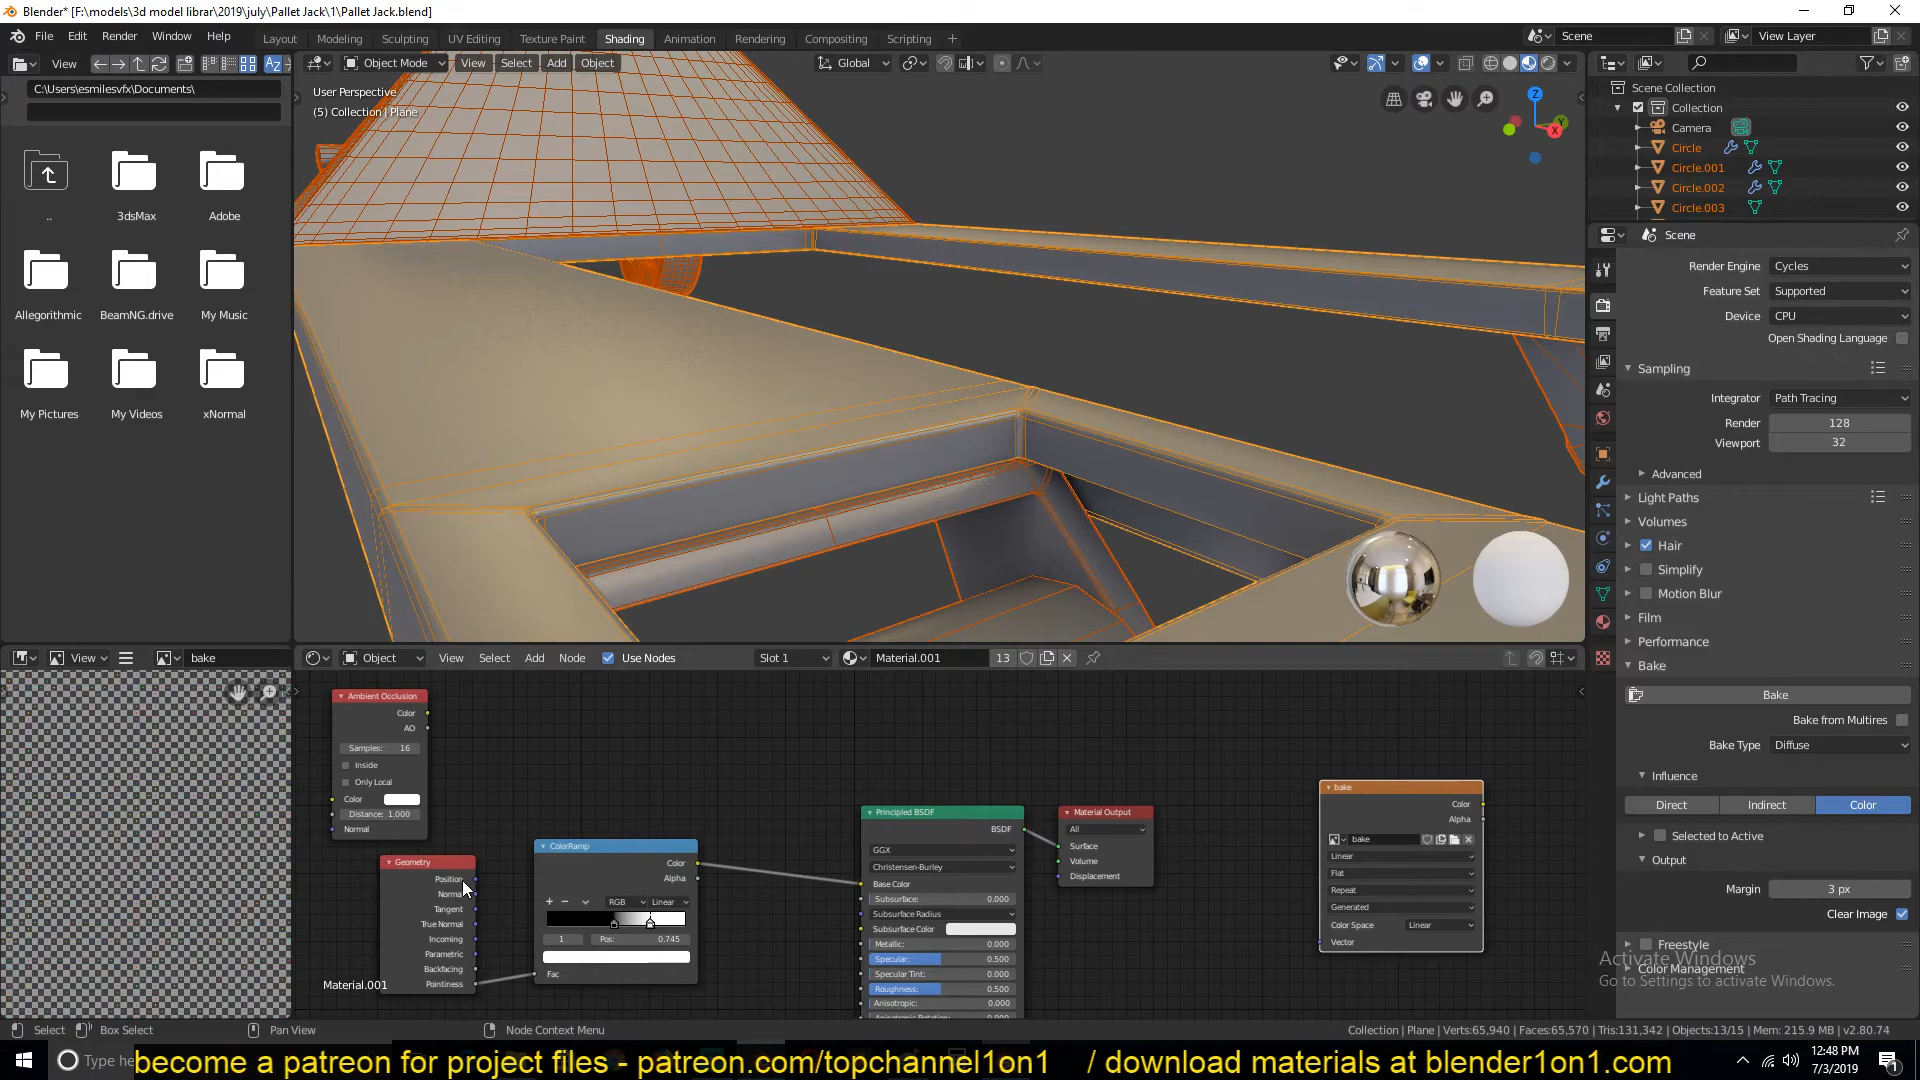 Blender* [F:\models\3d model librar\2019\july\Pallet Jack\1\Pallet Jack.blend]
File Edit Render Window Help
Layout Modeling Sculpting UV Editing Texture Paint Shading Animation Rendering Compositing Scripting +
Scene
View Layer
View
C:\Users\esmilesvfx\Documents\
..
3dsMax
Adobe
Allegorithmic
BeamNG.drive
My Music
My Pictures
My Videos
xNormal
Object Mode View Select Add Object Global
User Perspective
(5) Collection | Plane
Z
Y
X
Scene Collection
Collection
Camera
Circle
Circle.001
Circle.002
Circle.003
Scene
Render Engine Cycles
Feature Set Supported
Device CPU
Open Shading Language
Sampling
Integrator Path Tracing
Render 128
Viewport 32
Advanced
Light Paths
Volumes
Hair
Simplify
Motion Blur
Film
Performance
Bake
Bake
Bake from Multires
Bake Type Diffuse
Influence
Direct Indirect Color
Selected to Active
Output
Margin 3 px
Clear Image
Freestyle
Color Management
Activate Windows
Go to Settings to activate Windows.
View bake
Object View Select Add Node Use Nodes Slot 1 Material.001 13
Ambient Occlusion
Color
AO
Samples: 16
Inside
Only Local
Color
Distance: 1.000
Normal
Geometry
Position
Normal
Tangent
True Normal
Incoming
Parametric
Backfacing
Pointiness
Material.001
ColorRamp
Color
Alpha
RGB Linear
1 Pos: 0.745
Fac
Principled BSDF
BSDF
GGX
Christensen-Burley
Base Color
Subsurface: 0.000
Subsurface Radius
Subsurface Color
Metallic: 0.000
Specular: 0.500
Specular Tint: 0.000
Roughness: 0.500
Anisotropic: 0.000
Material Output
All
Surface
Volume
Displacement
bake
Color
Alpha
bake
Linear
Flat
Repeat
Generated
Color Space Linear
Vector
Select Box Select Pan View Node Context Menu
Collection | Plane | Verts:65,940 | Faces:65,570 | Tris:131,342 | Objects:13/15 | Mem: 215.9 MB | v2.80.74
Type he
become a patreon for project files - patreon.com/topchannel1on1 / download materials at blender1on1.com
12:48 PM
7/3/2019